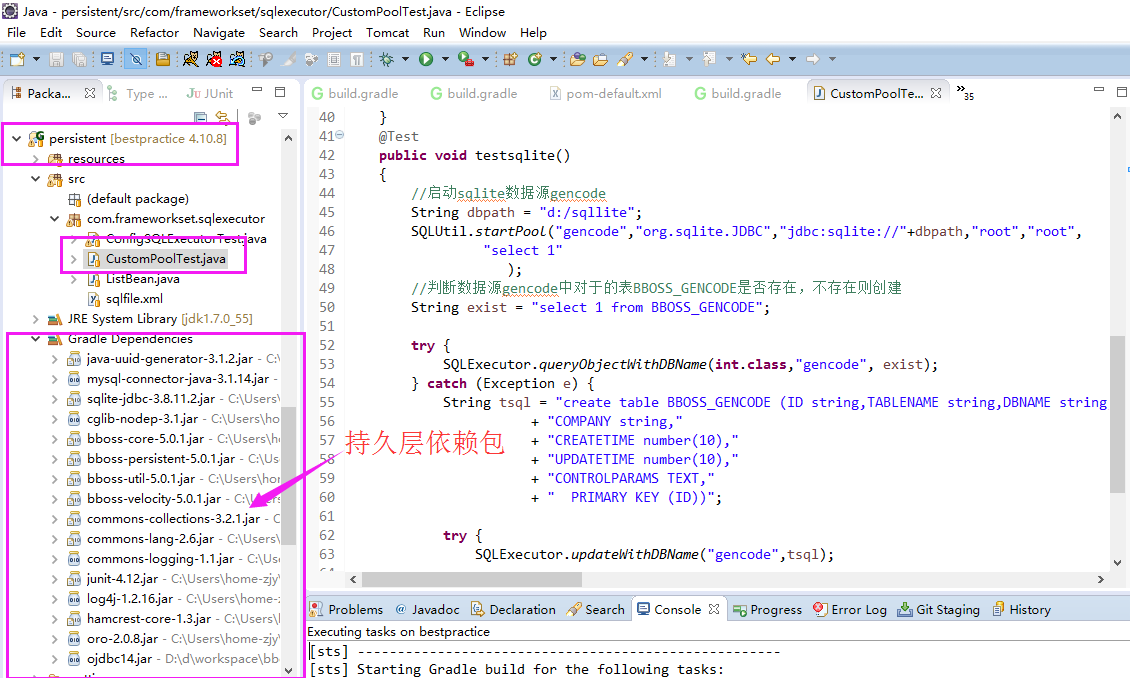 Java - persistent/src/com/frameworkset/sqlexecutor/CustomPoolTest.java - Eclipse
File Edit Source Refactor Navigate Search Project Tomcat Run Window Help
Packa... Type ... JUnit
build.gradle build.gradle pom-default.xml build.gradle CustomPoolTe... »35
persistent [bestpractice 4.10.8]
resources
src
(default package)
com.frameworkset.sqlexecutor
ConfigSQLExecutorTest.java
CustomPoolTest.java
ListBean.java
sqlfile.xml
JRE System Library [jdk1.7.0_55]
Gradle Dependencies
java-uuid-generator-3.1.2.jar - C:\
mysql-connector-java-3.1.14.jar -
sqlite-jdbc-3.8.11.2.jar - C:\Users\
cglib-nodep-3.1.jar - C:\Users\ho
bboss-core-5.0.1.jar - C:\Users\h
bboss-persistent-5.0.1.jar - C:\Us
bboss-util-5.0.1.jar - C:\Users\hom
bboss-velocity-5.0.1.jar - C:\Users
commons-collections-3.2.1.jar - C
commons-lang-2.6.jar - C:\Users\
commons-logging-1.1.jar - C:\Us
junit-4.12.jar - C:\Users\home-zjy\
log4j-1.2.16.jar - C:\Users\home-
hamcrest-core-1.3.jar - C:\Users\
oro-2.0.8.jar - C:\Users\home-zjy\
ojdbc14.jar - D:\d\workspace\bb
40 }
41 @Test
42 public void testsqlite()
43 {
44 //启动sqlite数据源gencode
45 String dbpath = "d:/sqllite";
46 SQLUtil.startPool("gencode","org.sqlite.JDBC","jdbc:sqlite://"+dbpath,"root","root",
47 "select 1"
48 );
49 //判断数据源gencode中对于的表BBOSS_GENCODE是否存在，不存在则创建
50 String exist = "select 1 from BBOSS_GENCODE";
51
52 try {
53 SQLExecutor.queryObjectWithDBName(int.class,"gencode", exist);
54 } catch (Exception e) {
55 String tsql = "create table BBOSS_GENCODE (ID string,TABLENAME string,DBNAME string
56 + "COMPANY string,"
57 + "CREATETIME number(10),"
58 + "UPDATETIME number(10),"
59 + "CONTROLPARAMS TEXT,"
60 + "  PRIMARY KEY (ID))";
61
62 try {
63 SQLExecutor.updateWithDBName("gencode",tsql);
持久层依赖包
Problems @ Javadoc Declaration Search Console Progress Error Log Git Staging History
Executing tasks on bestpractice
[sts] -----------------------------------------------------
[sts] Starting Gradle build for the following tasks: